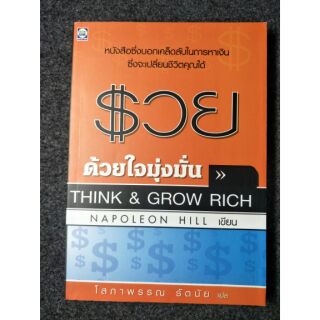 หนังสือซึ่งบอกเคล็ดลับในการหาเงิน
ซึ่งจะเปลี่ยนชีวิตคุณได้
รวย
ด้วยใจมุ่งมั่น »
THINK & GROW RICH
NAPOLEON HILL เขียน
โสภาพรรณ รัตนัย แปล